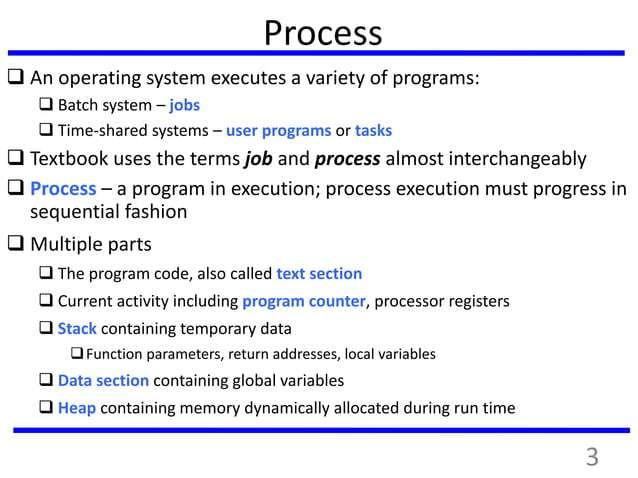 Process
❑ An operating system executes a variety of programs:
❑ Batch system – jobs
❑ Time-shared systems – user programs or tasks
❑ Textbook uses the terms job and process almost interchangeably
❑ Process – a program in execution; process execution must progress in
sequential fashion
❑ Multiple parts
❑ The program code, also called text section
❑ Current activity including program counter, processor registers
❑ Stack containing temporary data
❑ Function parameters, return addresses, local variables
❑ Data section containing global variables
❑ Heap containing memory dynamically allocated during run time
3